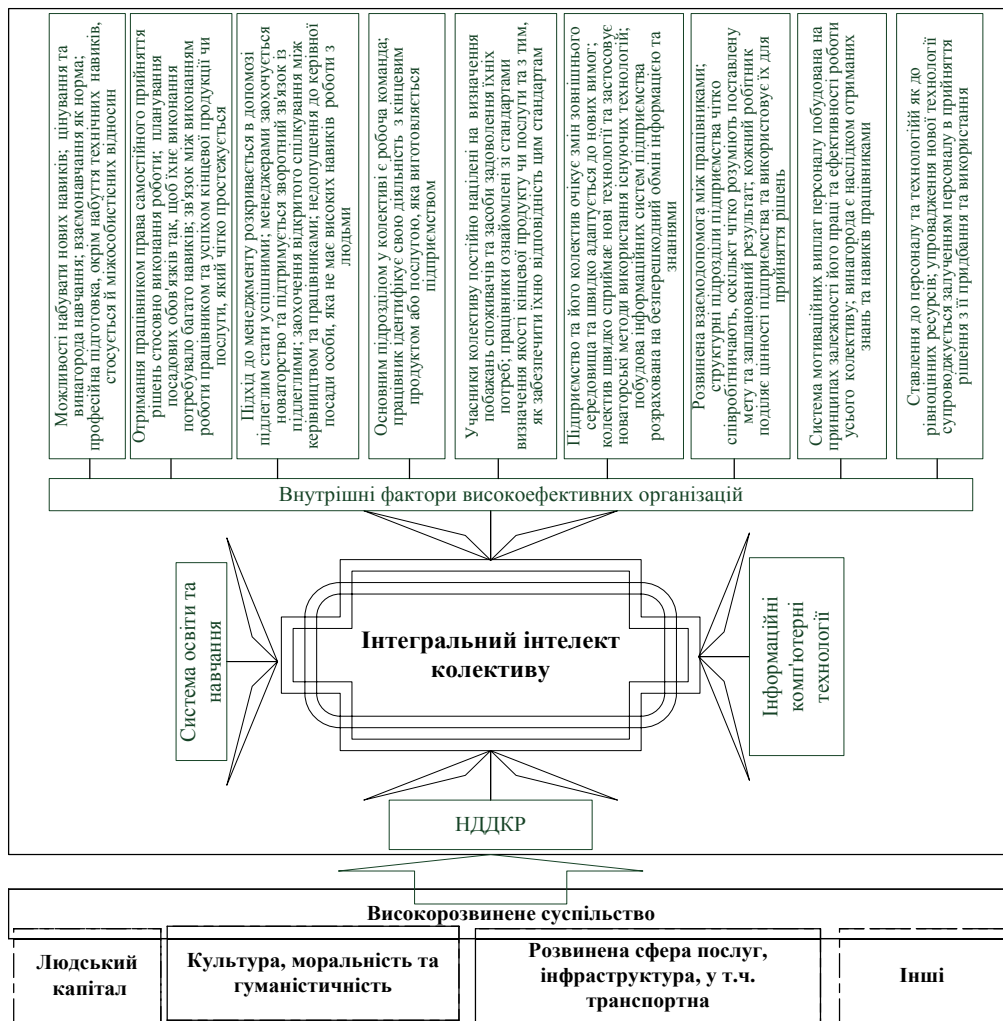 Можливості набувати нових навиків; цінування та
винагорода навчання; взаємонавчання як норма;
професійна підготовка, окрім набуття технічних навиків,
стосується й міжособистісних відносин
Отримання працівником права самостійного прийняття
рішень стосовно виконання роботи; планування
посадових обов'язків так, щоб їхнє виконання
потребувало багато навиків; зв'язок між виконанням
роботи працівником та успіхом кінцевої продукції чи
послуги, який чітко простежується
Підхід до менеджменту розкривається в допомозі
підлеглим стати успішними; менеджерами заохочується
новаторство та підтримується зворотний зв'язок із
підлеглими; заохочення відкритого спілкування між
керівництвом та працівниками; недопущення до керівної
посади особи, яка не має високих навиків роботи з
людьми
Основним підрозділом у колективі є робоча команда;
працівник ідентифікує свою діяльність з кінцевим
продуктом або послугою, яка виготовляється
підприємством
Учасники колективу постійно націлені на визначення
побажань споживачів та засоби задоволення їхніх
потреб; працівники ознайомлені зі стандартами
визначення якості кінцевої продукту чи послуги та з тим,
як забезпечити їхню відповідність цим стандартам
Підприємство та його колектив очікує змін зовнішнього
середовища та швидко адаптується до нових вимог;
колектив швидко сприймає нові технології та застосовує
новаторські методи використання існуючих технологій;
побудова інформаційних систем підприємства
розрахована на безперешкодний обмін інформацією та
знаннями
Розвинена взаємодопомога між працівниками;
структурні підрозділи підприємства чітко
співробітничають, оскількт чітко розуміють поставлену
мету та запланований результат; кожний робітник
поділяє цінності підприємства та використовує їх для
прийняття рішень
Система мотиваційних виплат персоналу побудована на
принципах залежності його праці та ефективності роботи
усього колективу; винагорода є наслідком отриманих
знань та навиків працівниками
Ставлення до персоналу та технологійй як до
рівноцінних ресурсів; упровадження нової технології
супроводжується залученням персоналу в прийняття
рішення з її придбання та використання
Внутрішні фактори високоефективних організацій
Система освіти та
навчання
Інтегральний інтелект
колективу
Інформаційні
комп'ютерні
технології
НДДКР
Високорозвинене суспільство
Людський
капітал
Культура, моральність та
гуманістичність
Розвинена сфера послуг,
інфраструктура, у т.ч.
транспортна
Інші